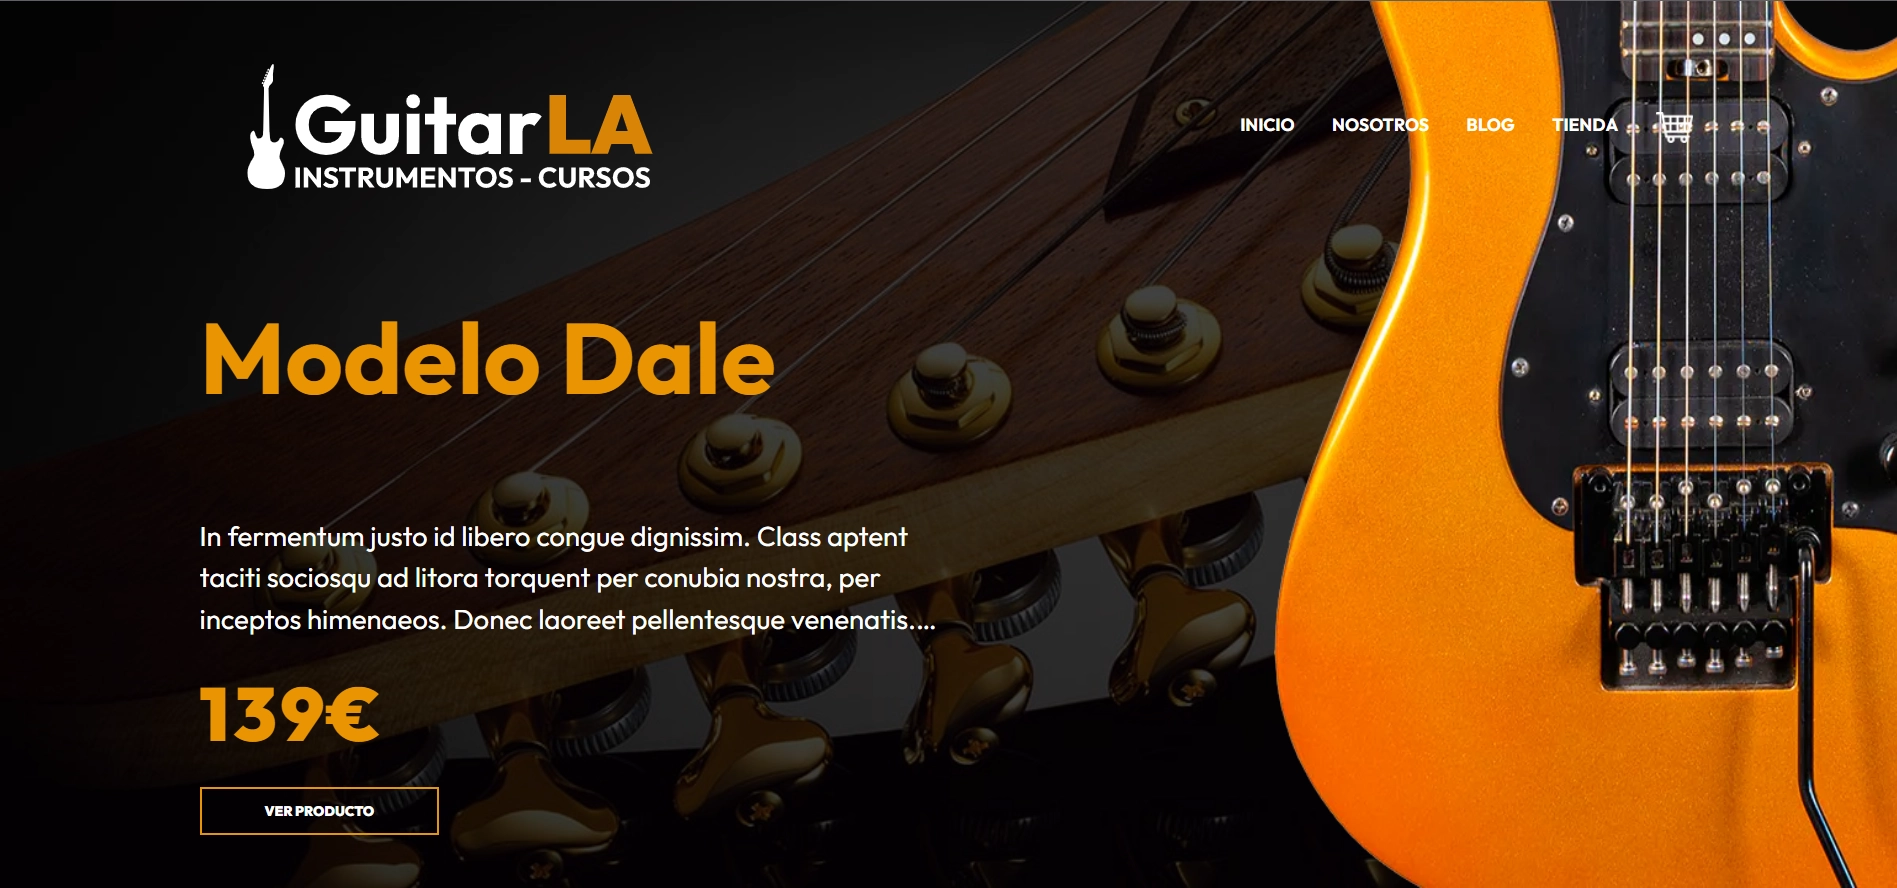 GuitarLA
INSTRUMENTOS - CURSOS
INICIO NOSOTROS BLOG TIENDA
Modelo Dale
In fermentum justo id libero congue dignissim. Class aptent
taciti sociosqu ad litora torquent per conubia nostra, per
inceptos himenaeos. Donec laoreet pellentesque venenatis....
139€
VER PRODUCTO